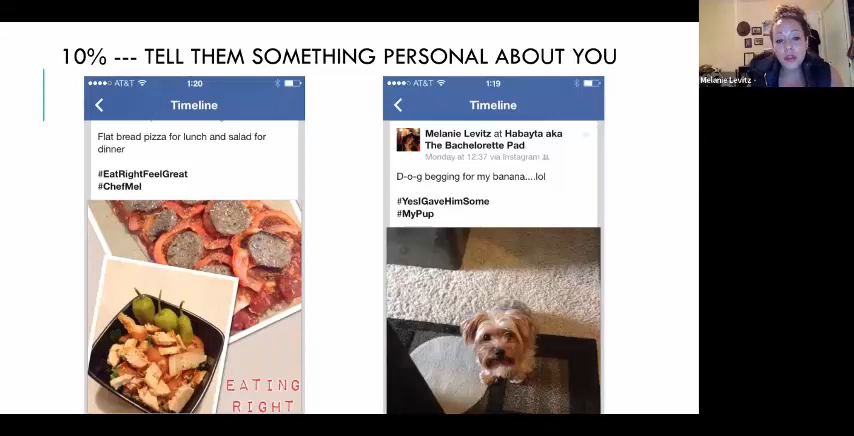 10% --- TELL THEM SOMETHING PERSONAL ABOUT YOU
AT&T 1:20
Timeline
Flat bread pizza for lunch and salad for
dinner
#EatRightFeelGreat
#ChefMel
EATING
RIGHT
AT&T 1:19
Timeline
Melanie Levitz at Habayta aka
The Bachelorette Pad
Monday at 12:37 via Instagram
D-o-g begging for my banana....lol
#YesIGaveHimSome
#MyPup
Melanie Levitz